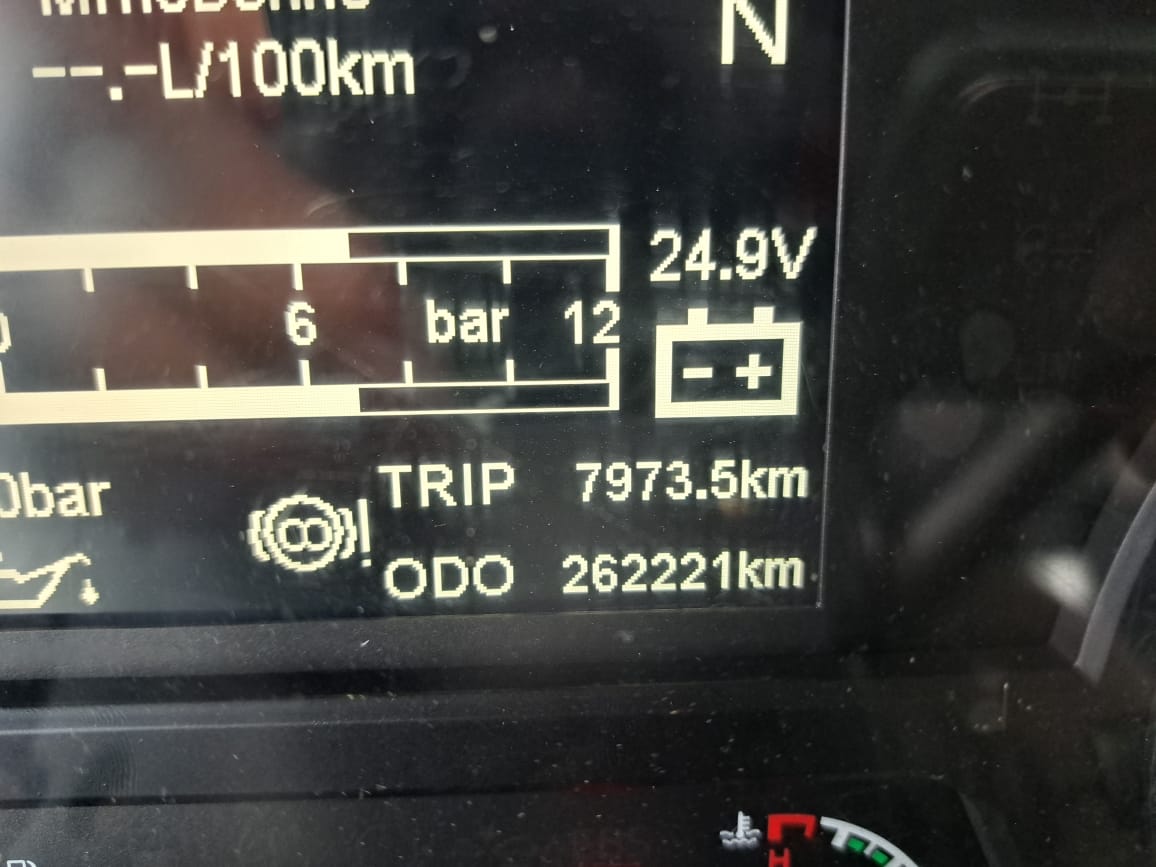 N
--.-L/100km
24.9V
6 bar 12
- +
0bar
TRIP 7973.5km
ODO 262221km
H